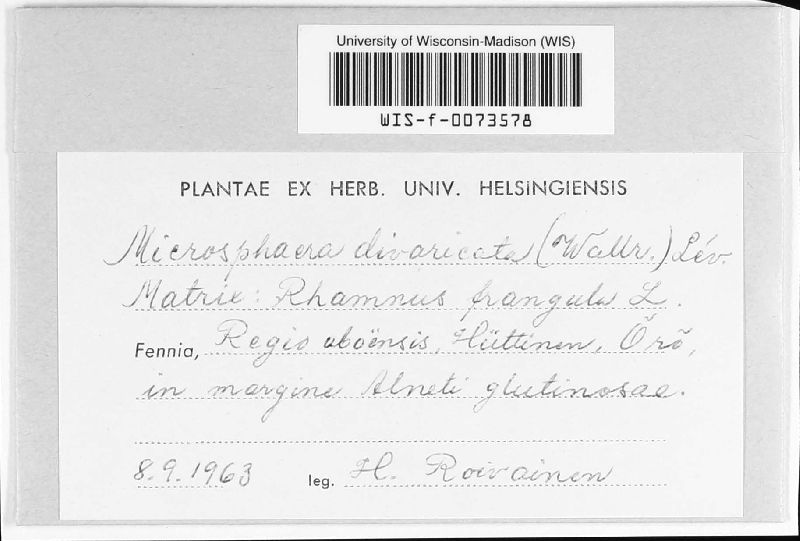 University of Wisconsin-Madison (WIS)
WIS-f-0073578
PLANTAE EX HERB. UNIV. HELSINGIENSIS
Microsphaera divaricata (Wallr.) Lév.
Matrix: Rhamnus frangula L.
Fennia, Regio aboënsis, Hüttinen, Örö,
in margine Alneti glutinosae.
8.9.1963 leg. H. Roivainen